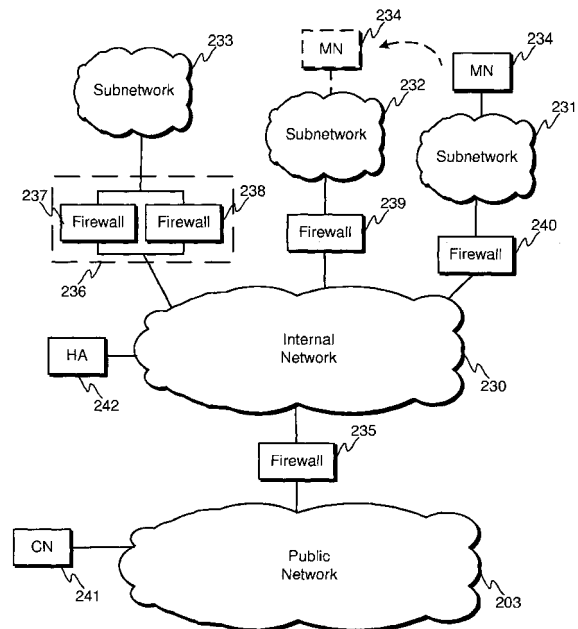 233
Subnetwork
234
MN
232
Subnetwork
234
MN
231
Subnetwork
237
Firewall
Firewall
238
236
Firewall
239
Firewall
240
HA
242
Internal
Network
230
Firewall
235
CN
241
Public
Network
203